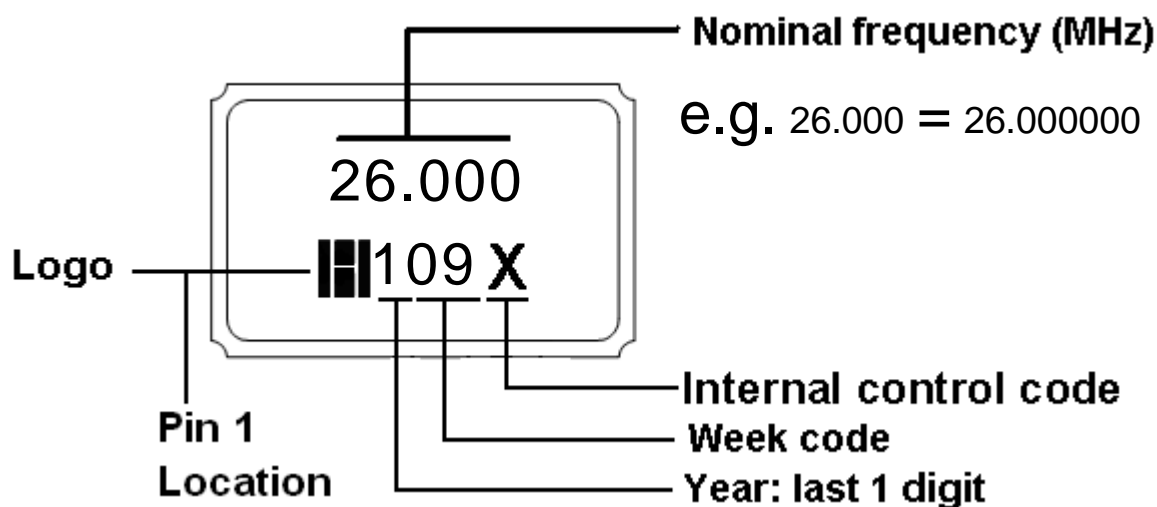 Nominal frequency (MHz)
e.g. 26.000 = 26.000000
26.000
Logo
109 X
Internal control code
Pin 1
Location
Week code
Year: last 1 digit